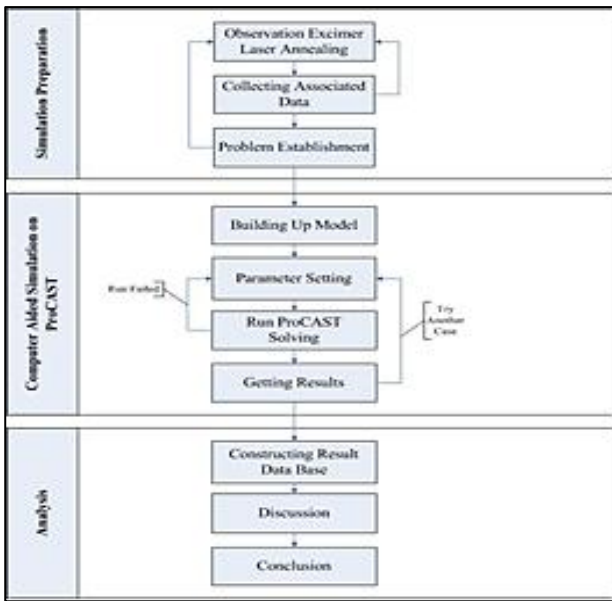 Simulation Preparation
Observation Excimer
Laser Annealing
Collecting Associated
Data
Problem Establishment
Computer Aided Simulation on
ProCAST
Building Up Model
Parameter Setting
Run Failed
Run ProCAST
Solving
Try
Another
Case
Getting Results
Analysis
Constructing Result
Data Base
Discussion
Conclusion